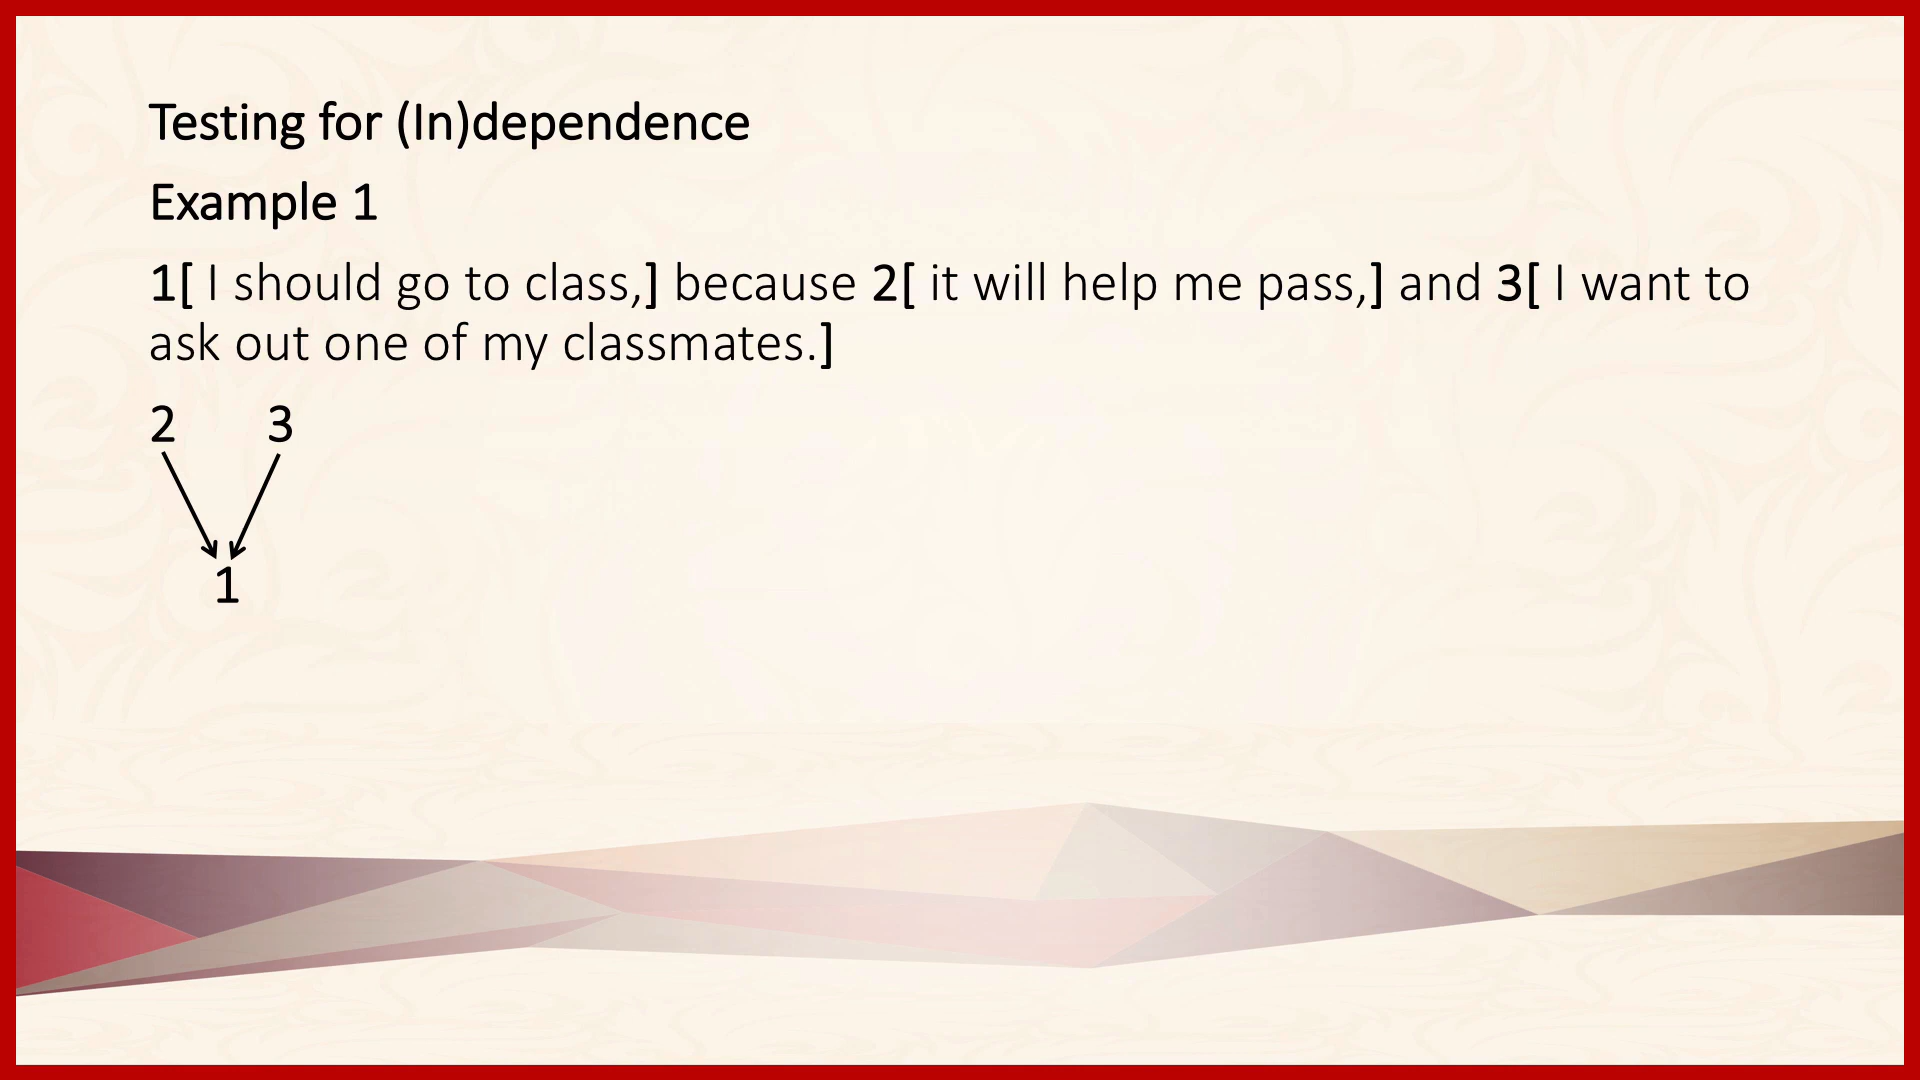 Testing for (In)dependence
Example 1
1[ I should go to class,] because 2[ it will help me pass,] and 3[ I want to
ask out one of my classmates.]
2 3
1